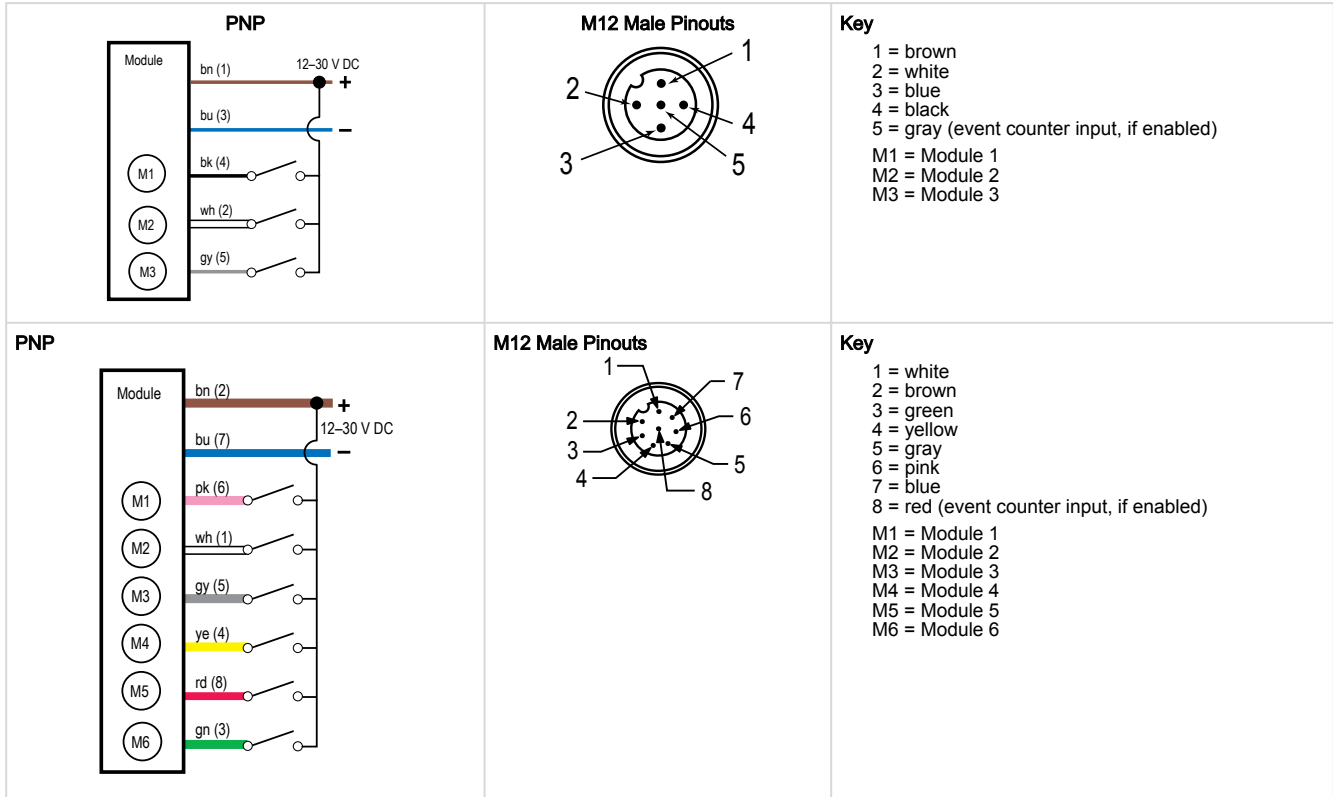 PNP
Module
bn (1)
12–30 V DC
+
bu (3)
–
M1
bk (4)
M2
wh (2)
M3
gy (5)
M12 Male Pinouts
1
2
4
3
5
Key
1 = brown
2 = white
3 = blue
4 = black
5 = gray (event counter input, if enabled)
M1 = Module 1
M2 = Module 2
M3 = Module 3
PNP
Module
bn (2)
+
12–30 V DC
bu (7)
–
M1
pk (6)
M2
wh (1)
M3
gy (5)
M4
ye (4)
M5
rd (8)
M6
gn (3)
M12 Male Pinouts
1
7
2
6
3
5
4
8
Key
1 = white
2 = brown
3 = green
4 = yellow
5 = gray
6 = pink
7 = blue
8 = red (event counter input, if enabled)
M1 = Module 1
M2 = Module 2
M3 = Module 3
M4 = Module 4
M5 = Module 5
M6 = Module 6